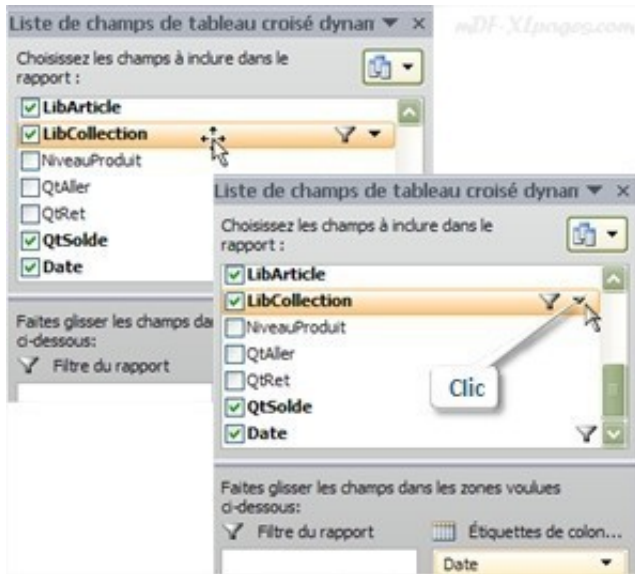 Liste de champs de tableau croisé dynan
mDF-XLpages.com
Choisissez les champs à inclure dans le
rapport :
LibArticle
LibCollection
NiveauProduit
QtAller
QtRet
QtSolde
Date
Faites glisser les champs da
ci-dessous:
Filtre du rapport
Liste de champs de tableau croisé dynan
Choisissez les champs à inclure dans le
rapport :
LibArticle
LibCollection
NiveauProduit
QtAller
QtRet
Clic
QtSolde
Date
Faites glisser les champs dans les zones voulues
ci-dessous:
Filtre du rapport
Étiquettes de colon...
Date